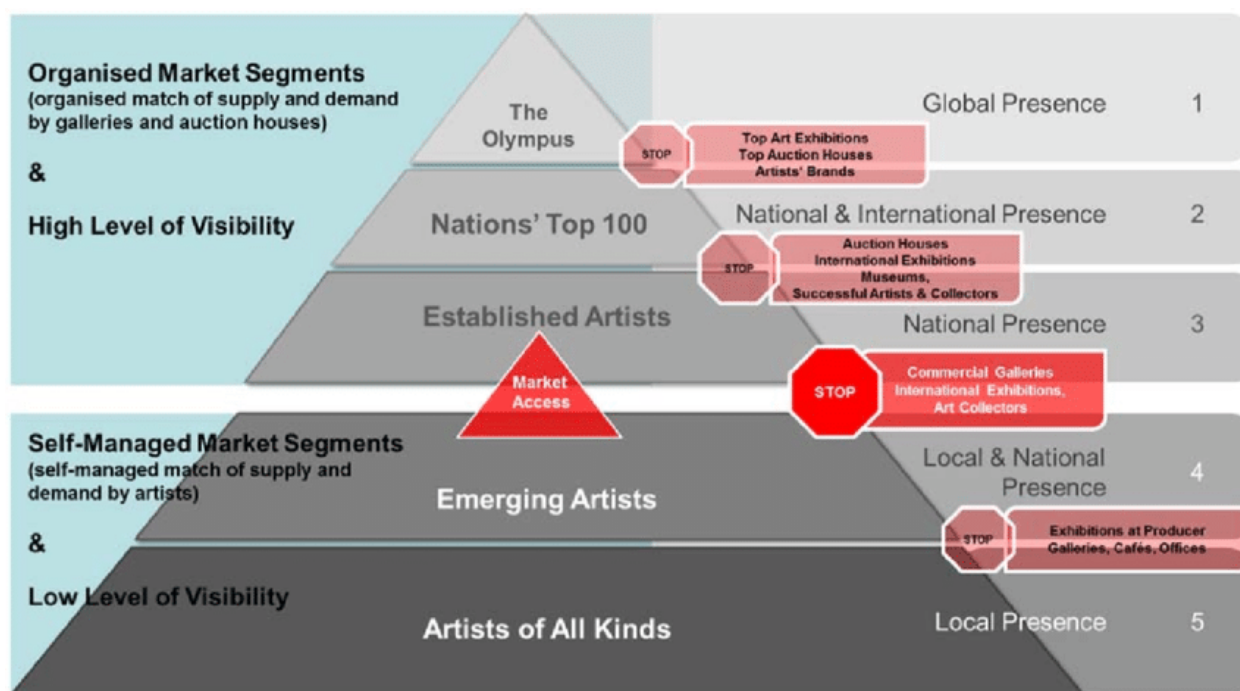 Organised Market Segments
(organised match of supply and demand
by galleries and auction houses)
&
High Level of Visibility
The
Olympus
Global Presence 1
STOP
Top Art Exhibitions
Top Auction Houses
Artists' Brands
Nations' Top 100
National & International Presence 2
STOP
Auction Houses
International Exhibitions
Museums,
Successful Artists & Collectors
Established Artists
National Presence 3
Market
Access
STOP
Commercial Galleries
International Exhibitions,
Art Collectors
Self-Managed Market Segments
(self-managed match of supply and
demand by artists)
&
Low Level of Visibility
Emerging Artists
Local & National
Presence 4
STOP
Exhibitions at Producer
Galleries, Cafés, Offices
Artists of All Kinds
Local Presence 5